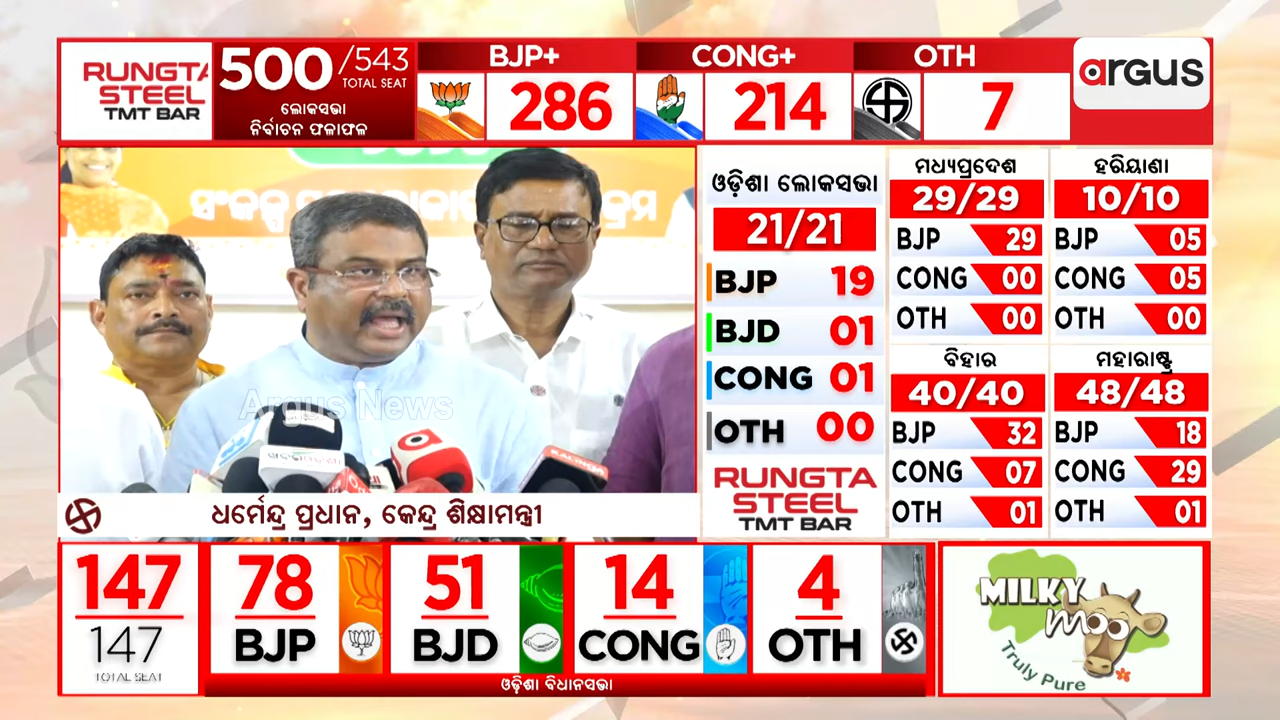 RUNGTA
STEEL
TMT BAR
500/543
TOTAL SEAT
ଲୋକସଭା
ନିର୍ବାଚନ ଫଳାଫଳ
BJP+
286
CONG+
214
OTH
7
argus
ସଂକଳ୍ପ
Argus News
KALINGA
ଧର୍ମେନ୍ଦ୍ର ପ୍ରଧାନ, କେନ୍ଦ୍ର ଶିକ୍ଷାମନ୍ତ୍ରୀ
ଓଡ଼ିଶା ଲୋକସଭା
21/21
BJP 19
BJD 01
CONG 01
OTH 00
RUNGTA
STEEL
TMT BAR
ମଧ୍ୟପ୍ରଦେଶ
29/29
BJP 29
CONG 00
OTH 00
ହରିୟାଣା
10/10
BJP 05
CONG 05
OTH 00
ବିହାର
40/40
BJP 32
CONG 07
OTH 01
ମହାରାଷ୍ଟ୍ର
48/48
BJP 18
CONG 29
OTH 01
147
147
TOTAL SEAT
78
BJP
51
BJD
14
CONG
4
OTH
ଓଡ଼ିଶା ବିଧାନସଭା
MILKY
moo
Truly Pure